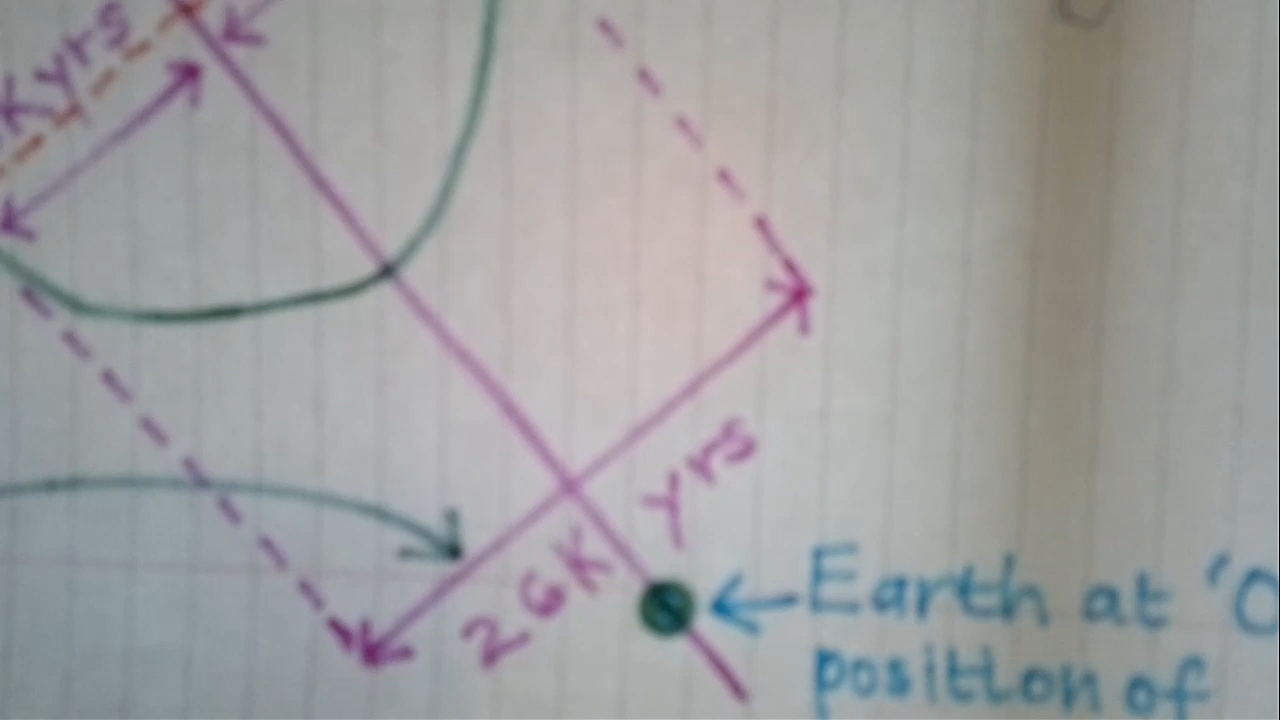 Kyrs
26K yrs
Earth at 'O
position of